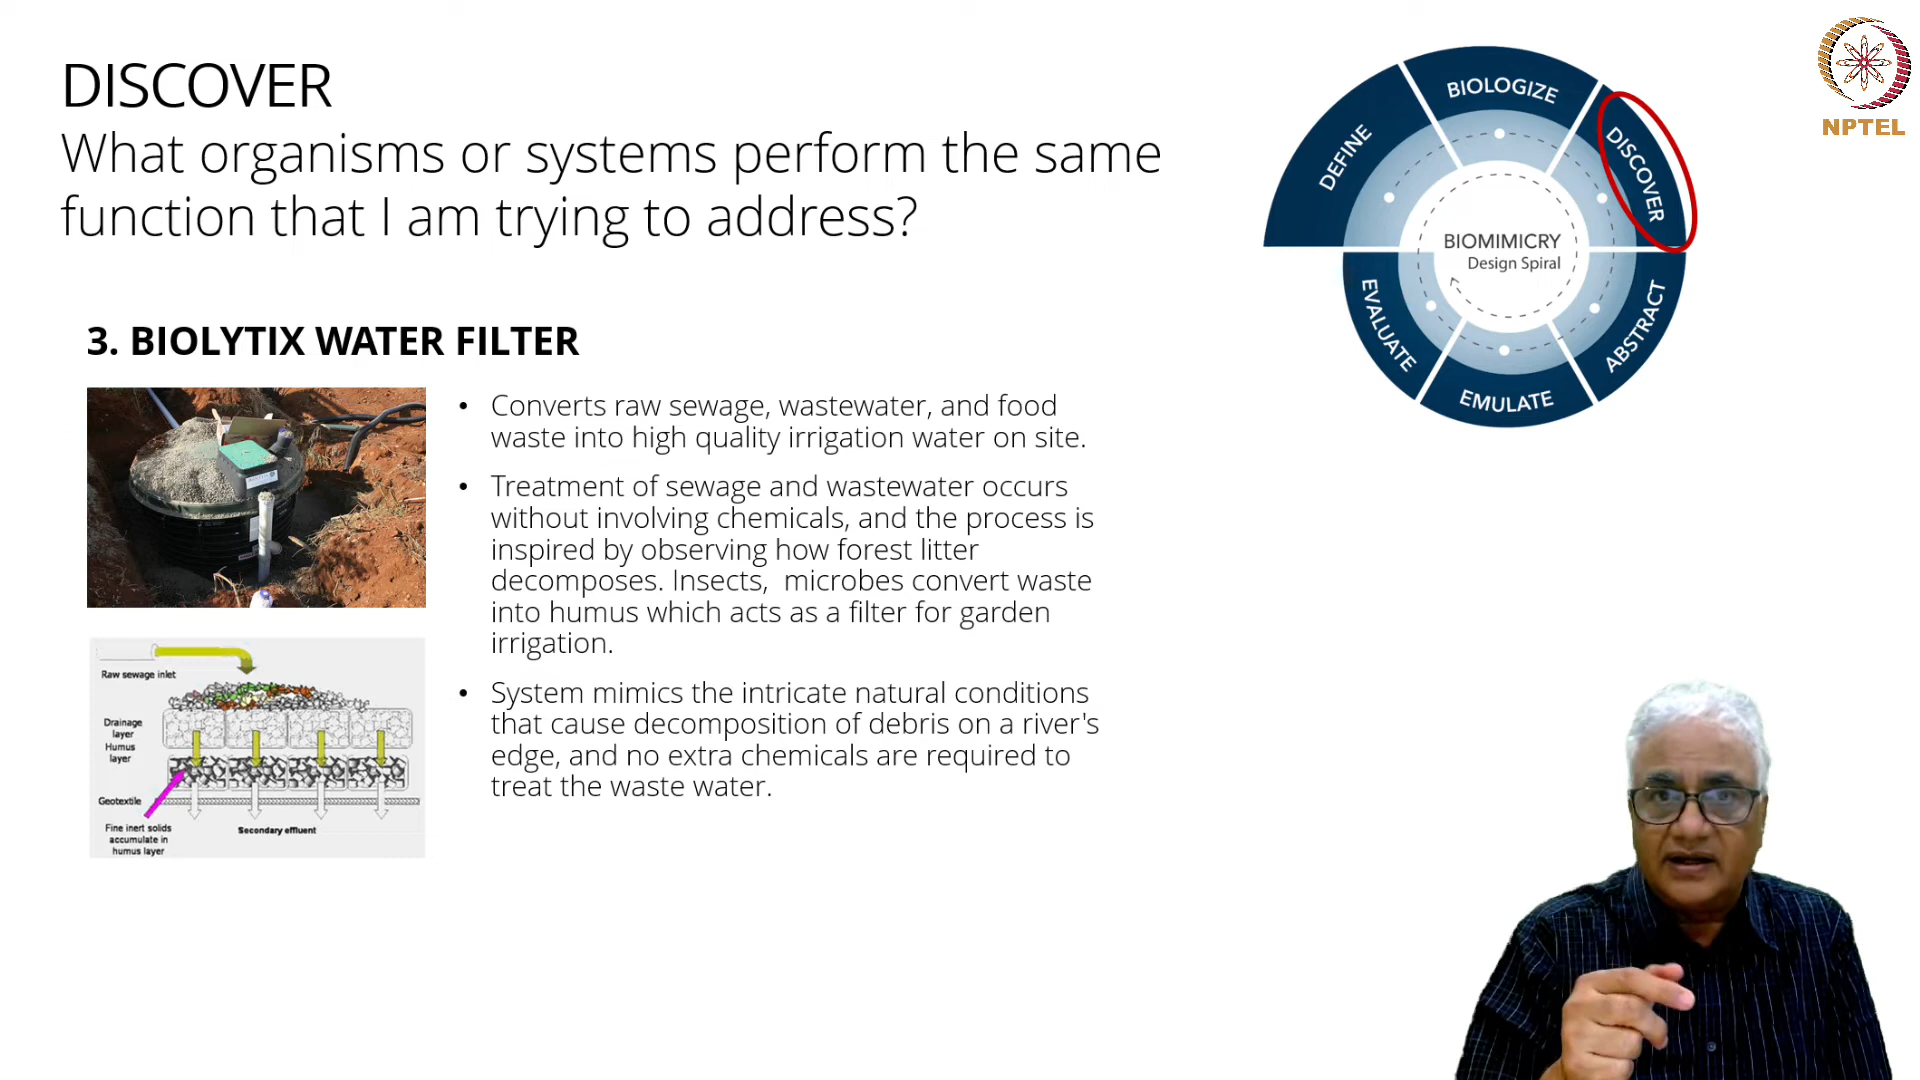 DISCOVER
What organisms or systems perform the same
function that I am trying to address?
3. BIOLYTIX WATER FILTER
• Converts raw sewage, wastewater, and food
waste into high quality irrigation water on site.
• Treatment of sewage and wastewater occurs
without involving chemicals, and the process is
inspired by observing how forest litter
decomposes. Insects,  microbes convert waste
into humus which acts as a filter for garden
irrigation.
• System mimics the intricate natural conditions
that cause decomposition of debris on a river's
edge, and no extra chemicals are required to
treat the waste water.
Raw sewage inlet
Drainage
layer
Humus
layer
Geotextile
Fine inert solids
accumulate in
humus layer
Secondary effluent
DEFINE
BIOLOGIZE
DISCOVER
ABSTRACT
EMULATE
EVALUATE
BIOMIMICRY
Design Spiral
NPTEL